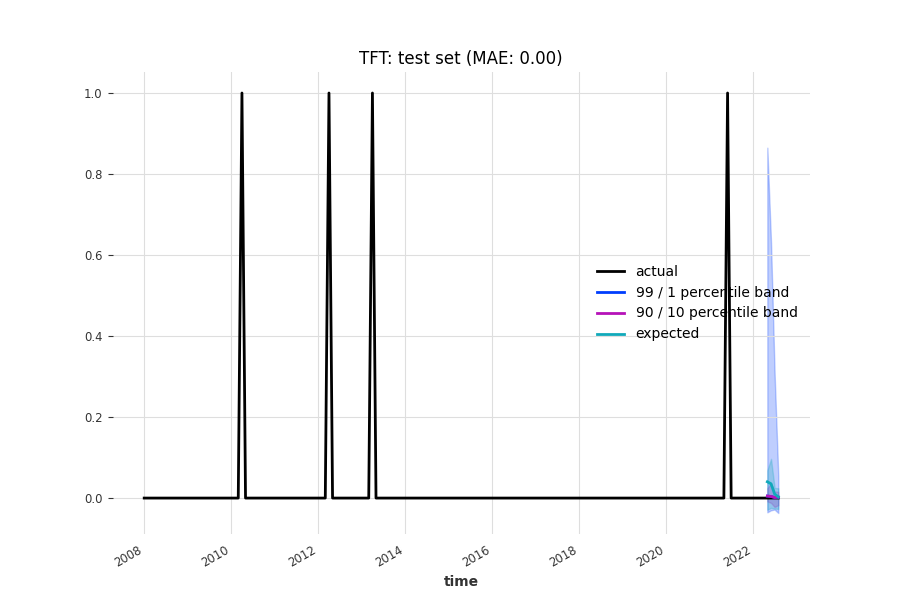 TFT: test set (MAE: 0.00)
1.0
0.8
0.6
0.4
0.2
0.0
actual
99 / 1 percentile band
90 / 10 percentile band
expected
2008
2010
2012
2014
2016
2018
2020
2022
time